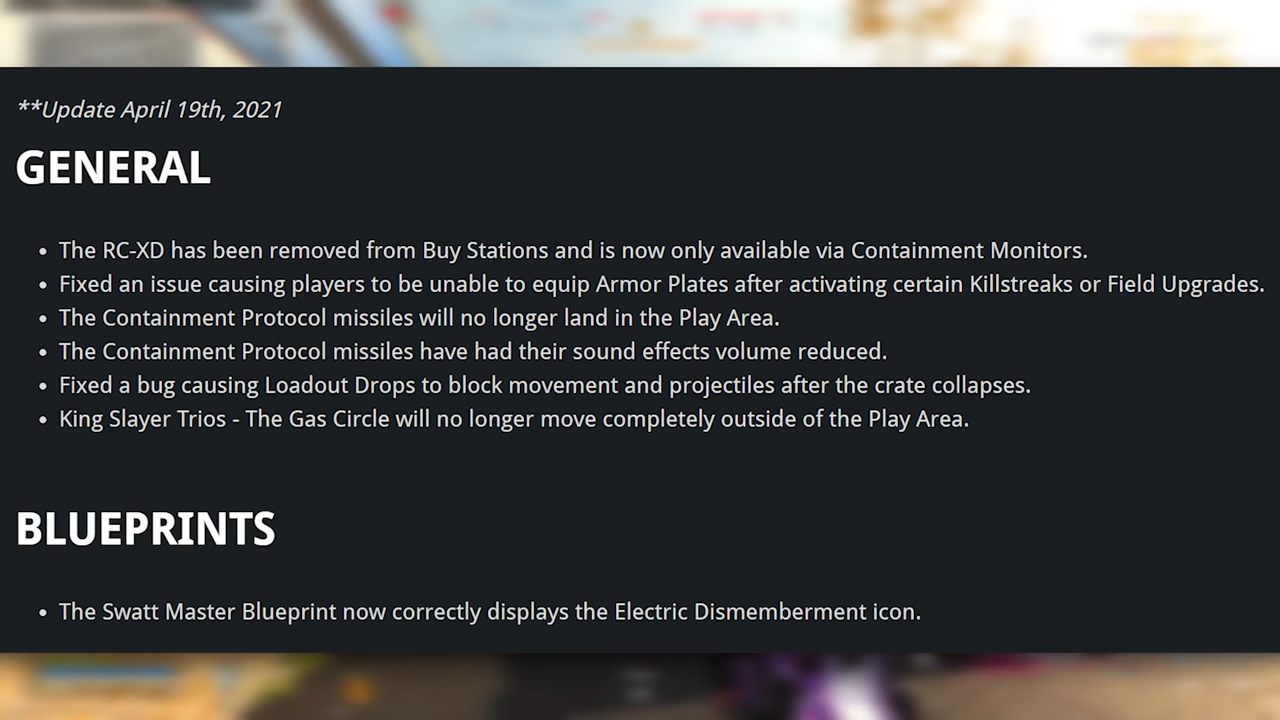 **Update April 19th, 2021
GENERAL
• The RC-XD has been removed from Buy Stations and is now only available via Containment Monitors.
• Fixed an issue causing players to be unable to equip Armor Plates after activating certain Killstreaks or Field Upgrades.
• The Containment Protocol missiles will no longer land in the Play Area.
• The Containment Protocol missiles have had their sound effects volume reduced.
• Fixed a bug causing Loadout Drops to block movement and projectiles after the crate collapses.
• King Slayer Trios - The Gas Circle will no longer move completely outside of the Play Area.
BLUEPRINTS
• The Swatt Master Blueprint now correctly displays the Electric Dismemberment icon.